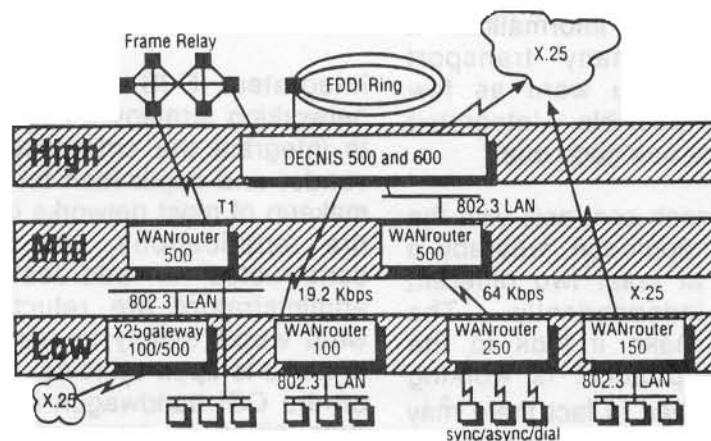 Frame Relay
FDDI Ring
X.25
High
DECNIS 500 and 600
T1
802.3 LAN
Mid
WANrouter
500
WANrouter
500
802.3 LAN
19.2 Kbps
64 Kbps
X.25
Low
X25gateway
100/500
WANrouter
100
WANrouter
250
WANrouter
150
X.25
802.3 LAN
802.3 LAN
sync/async/dial